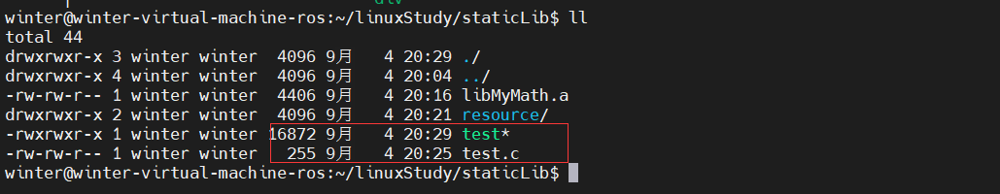 winter@winter-virtual-machine-ros:~/linuxStudy/staticLib$ ll
total 44
drwxrwxr-x 3 winter winter  4096 9月   4 20:29 ./
drwxrwxr-x 4 winter winter  4096 9月   4 20:04 ../
-rw-rw-r-- 1 winter winter  4406 9月   4 20:16 libMyMath.a
drwxrwxr-x 2 winter winter  4096 9月   4 20:21 resource/
-rwxrwxr-x 1 winter winter 16872 9月   4 20:29 test*
-rw-rw-r-- 1 winter winter   255 9月   4 20:25 test.c
winter@winter-virtual-machine-ros:~/linuxStudy/staticLib$